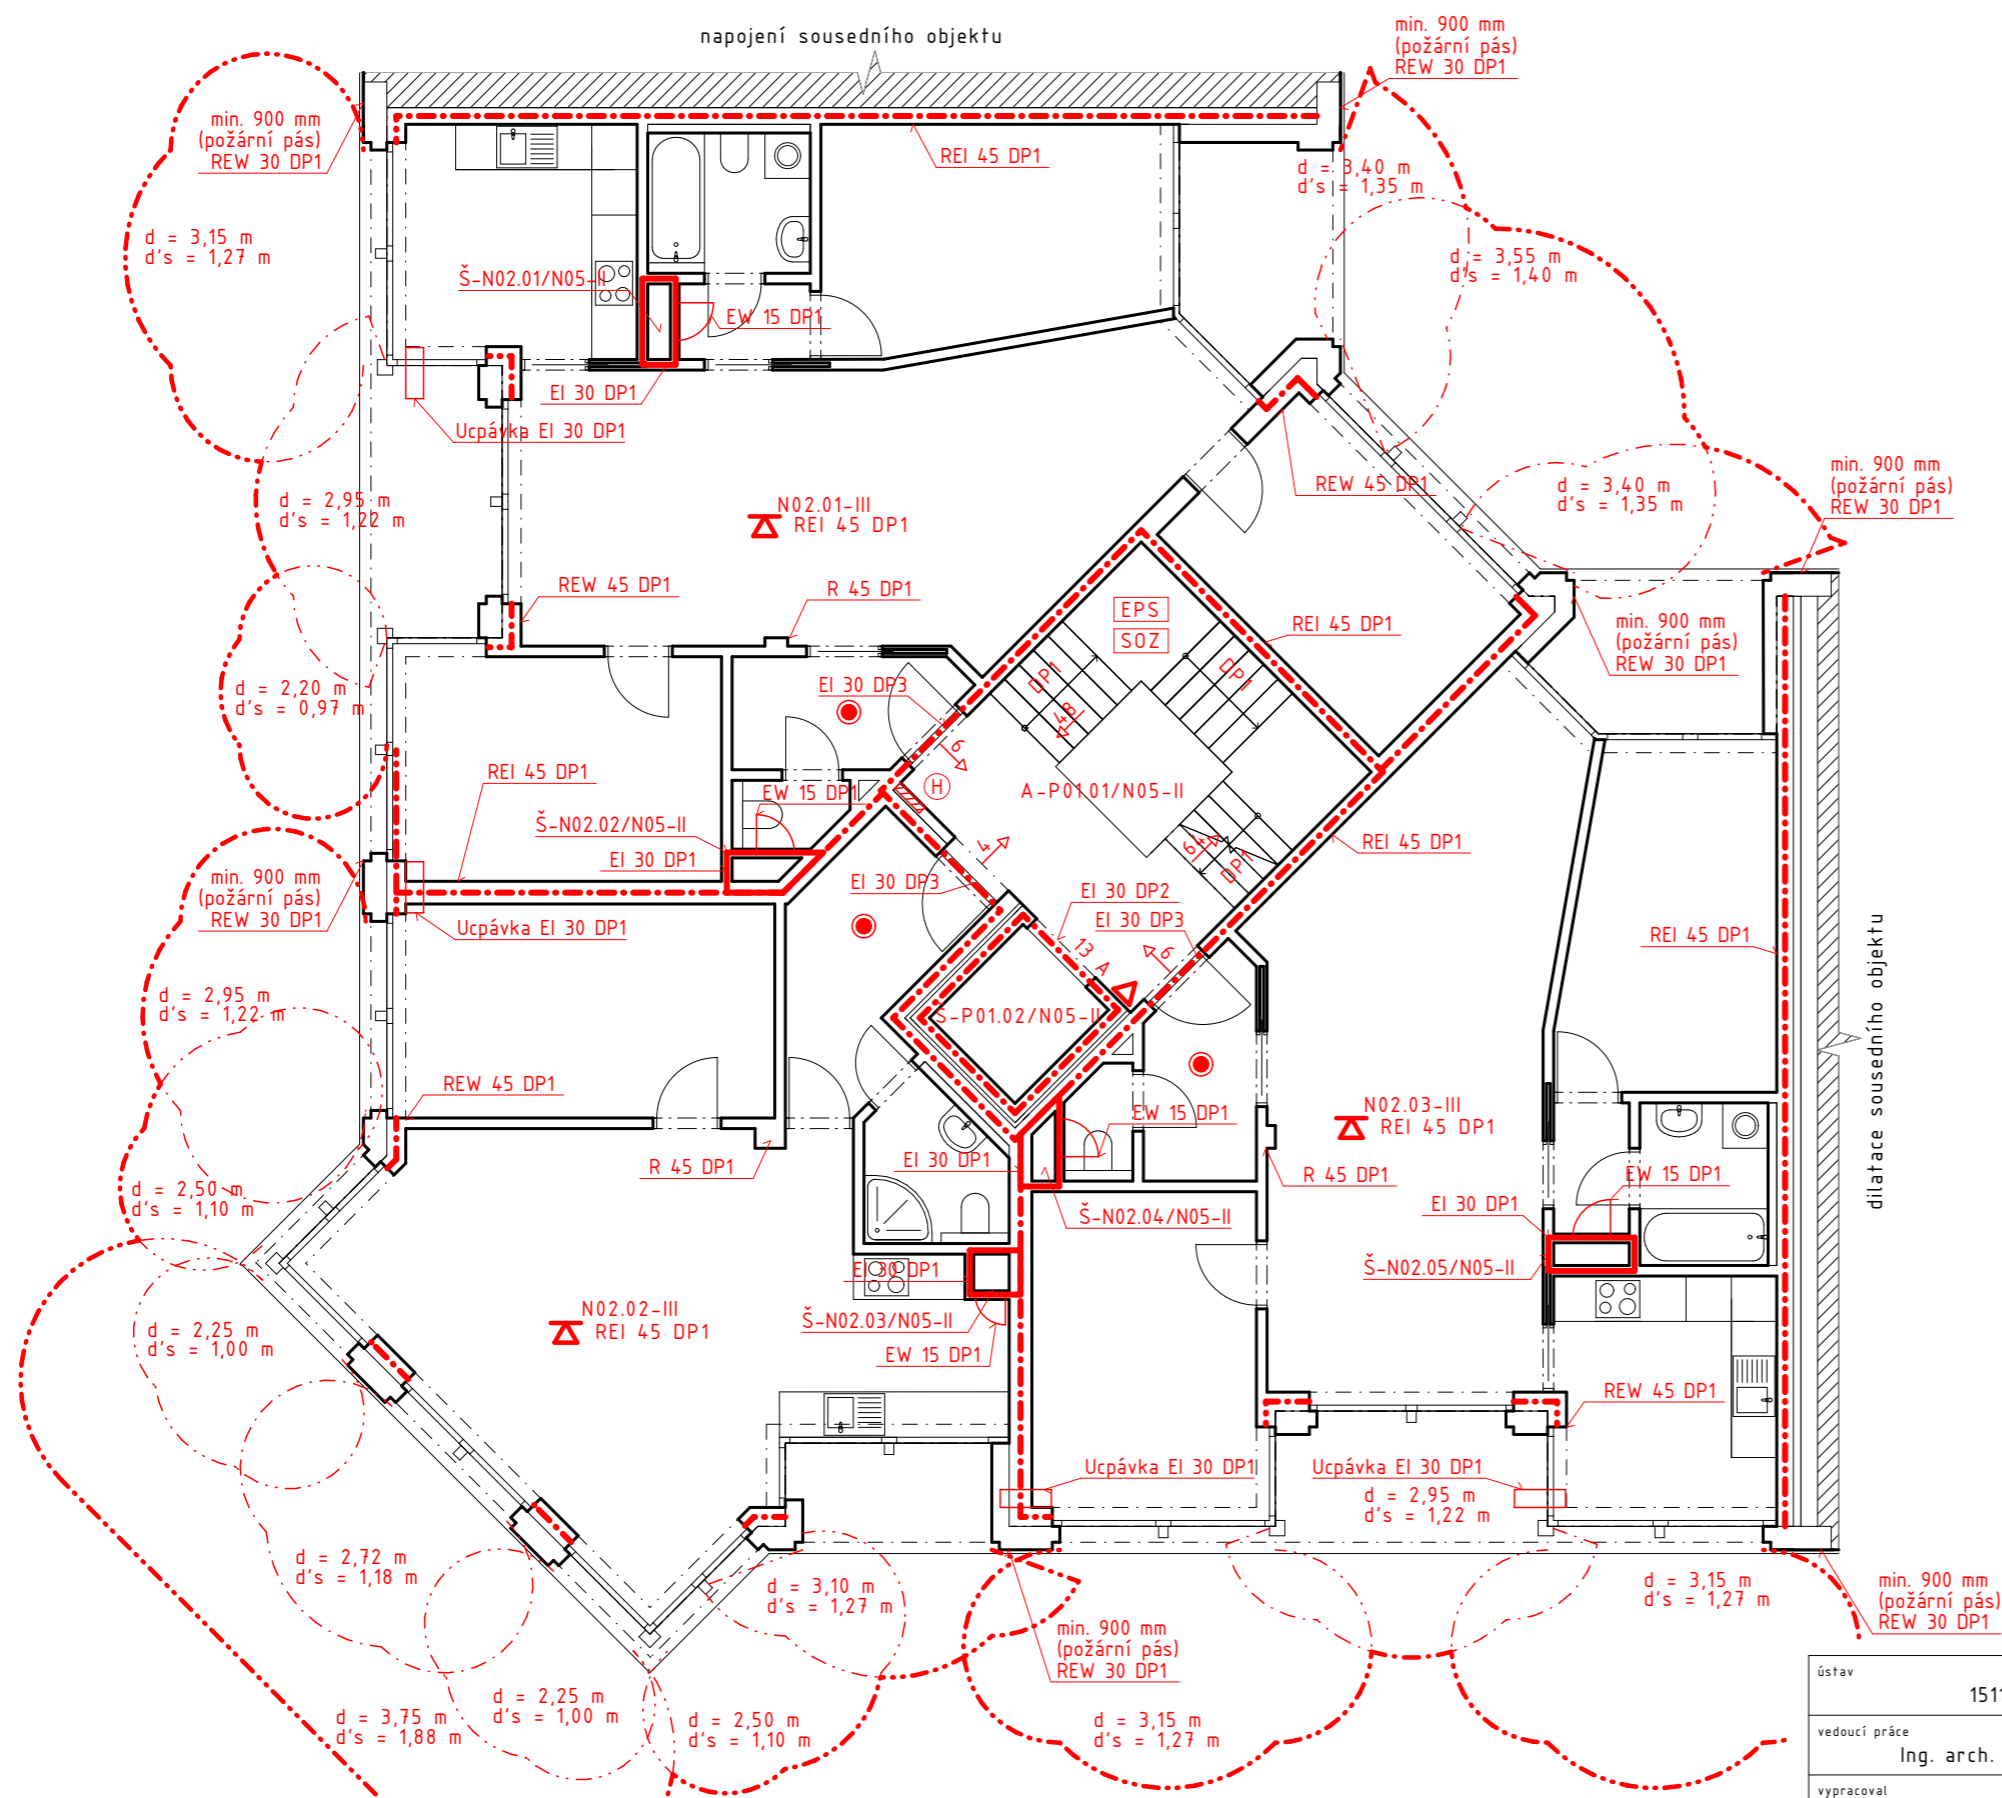 napojení sousedního objektu
min. 900 mm
(požární pás)
REW 30 DP1
min. 900 mm
(požární pás)
REW 30 DP1
REI 45 DP1
d = 3,40 m
d's = 1,35 m
d = 3,15 m
d's = 1,27 m
d = 3,55 m
d's = 1,40 m
Š-N02.01/N05-II
EW 15 DP1
EI 30 DP1
Ucpávka EI 30 DP1
min. 900 mm
(požární pás)
REW 30 DP1
REW 45 DP1
d = 3,40 m
d's = 1,35 m
d = 2,95 m
d's = 1,22 m
N02.01-III
REI 45 DP1
REW 45 DP1
R 45 DP1
EPS
SOZ
REI 45 DP1
min. 900 mm
(požární pás)
REW 30 DP1
d = 2,20 m
d's = 0,97 m
EI 30 DP3
DP1
DP1
48
6
REI 45 DP1
EW 15 DP1
H
A-P01.01/N05-II
Š-N02.02/N05-II
EI 30 DP1
4
64
DP1
REI 45 DP1
min. 900 mm
(požární pás)
REW 30 DP1
EI 30 DP3
EI 30 DP2
EI 30 DP3
Ucpávka EI 30 DP1
13 A
6
REI 45 DP1
dilatace sousedního objektu
d = 2,95 m
d's = 1,22 m
Š-P01.02/N05-II
REW 45 DP1
EW 15 DP1
N02.03-III
REI 45 DP1
R 45 DP1
EI 30 DP1
R 45 DP1
EW 15 DP1
d = 2,50 m
d's = 1,10 m
Š-N02.04/N05-II
EI 30 DP1
Š-N02.05/N05-II
EI 30 DP1
N02.02-III
REI 45 DP1
Š-N02.03/N05-II
EW 15 DP1
d = 2,25 m
d's = 1,00 m
REW 45 DP1
Ucpávka EI 30 DP1
Ucpávka EI 30 DP1
d = 2,95 m
d's = 1,22 m
d = 2,72 m
d's = 1,18 m
d = 3,10 m
d's = 1,27 m
d = 3,15 m
d's = 1,27 m
min. 900 mm
(požární pás)
REW 30 DP1
min. 900 mm
(požární pás)
REW 30 DP1
d = 3,75 m
d's = 1,88 m
d = 2,25 m
d's = 1,00 m
d = 2,50 m
d's = 1,10 m
d = 3,15 m
d's = 1,27 m
ústav
1511
vedoucí práce
Ing. arch.
vypracoval